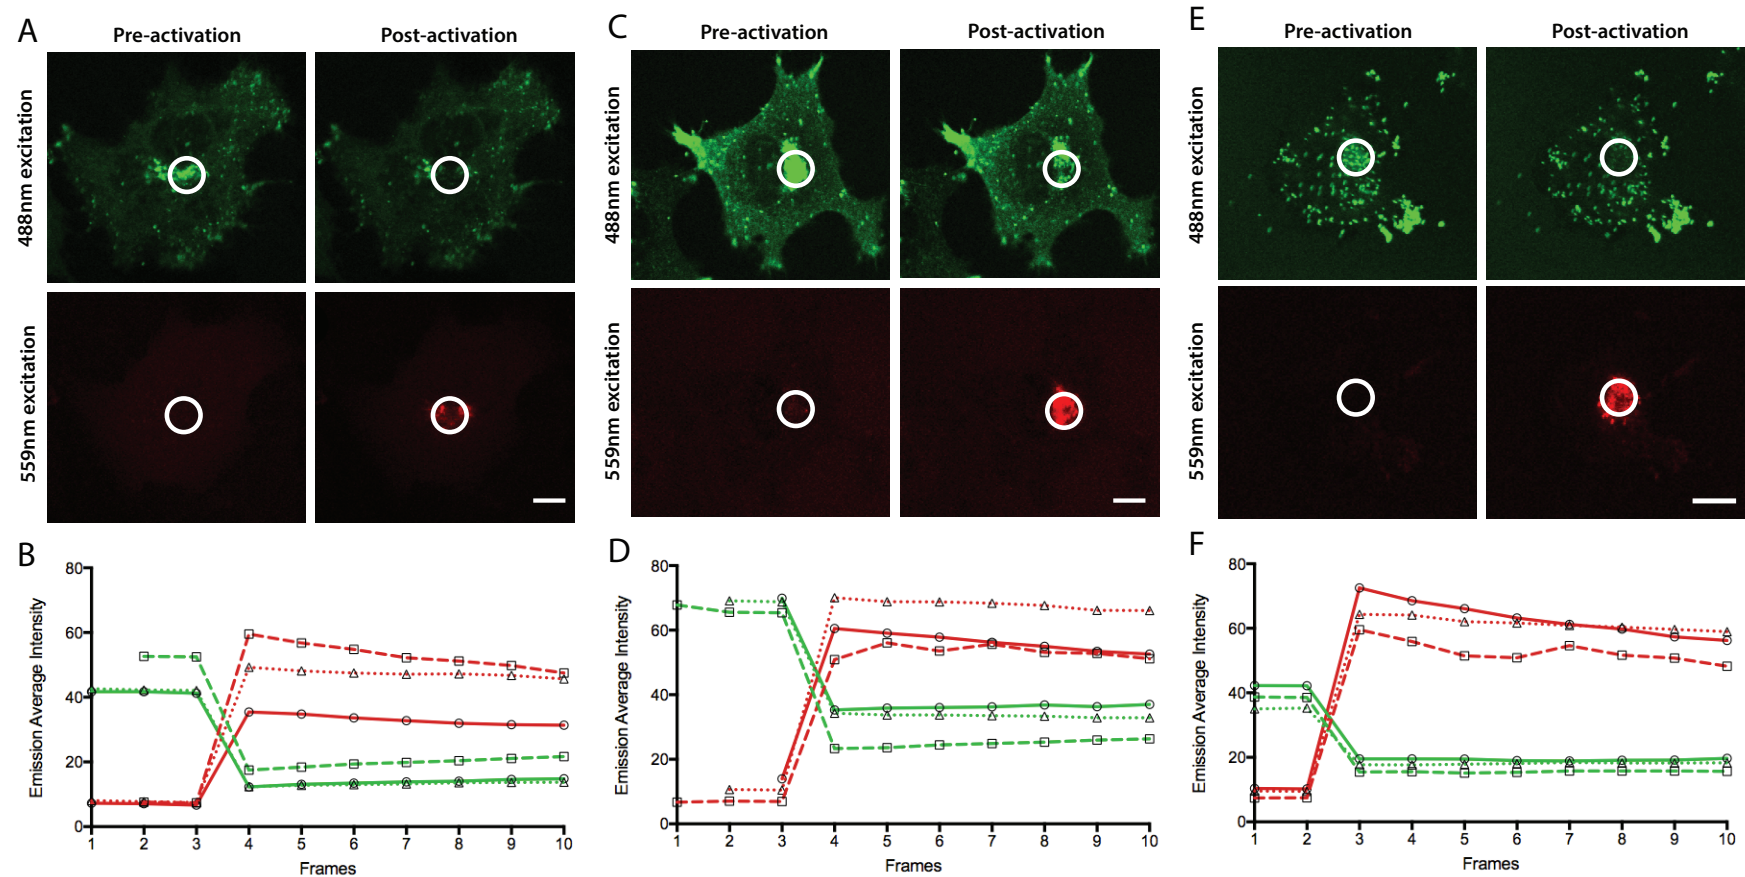 A
Pre-activation
Post-activation
488nm excitation
559nm excitation
C
Pre-activation
Post-activation
488nm excitation
559nm excitation
E
Pre-activation
Post-activation
488nm excitation
559nm excitation
B
Emission Average Intensity
80
60
40
20
0
1 2 3 4 5 6 7 8 9 10
Frames
D
Emission Average Intensity
80
60
40
20
0
1 2 3 4 5 6 7 8 9 10
Frames
F
Emission Average Intensity
80
60
40
20
0
1 2 3 4 5 6 7 8 9 10
Frames